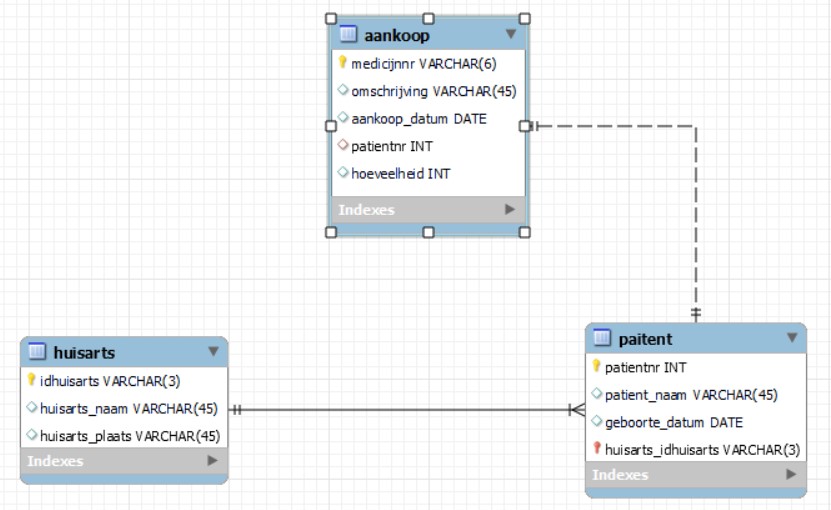 aankoop
medicijnnr VARCHAR(6)
omschrijving VARCHAR(45)
aankoop_datum DATE
patientnr INT
hoeveelheid INT
Indexes
huisarts
idhuisarts VARCHAR(3)
huisarts_naam VARCHAR(45)
huisarts_plaats VARCHAR(45)
Indexes
paitent
patientnr INT
patient_naam VARCHAR(45)
geboorte_datum DATE
huisarts_idhuisarts VARCHAR(3)
Indexes